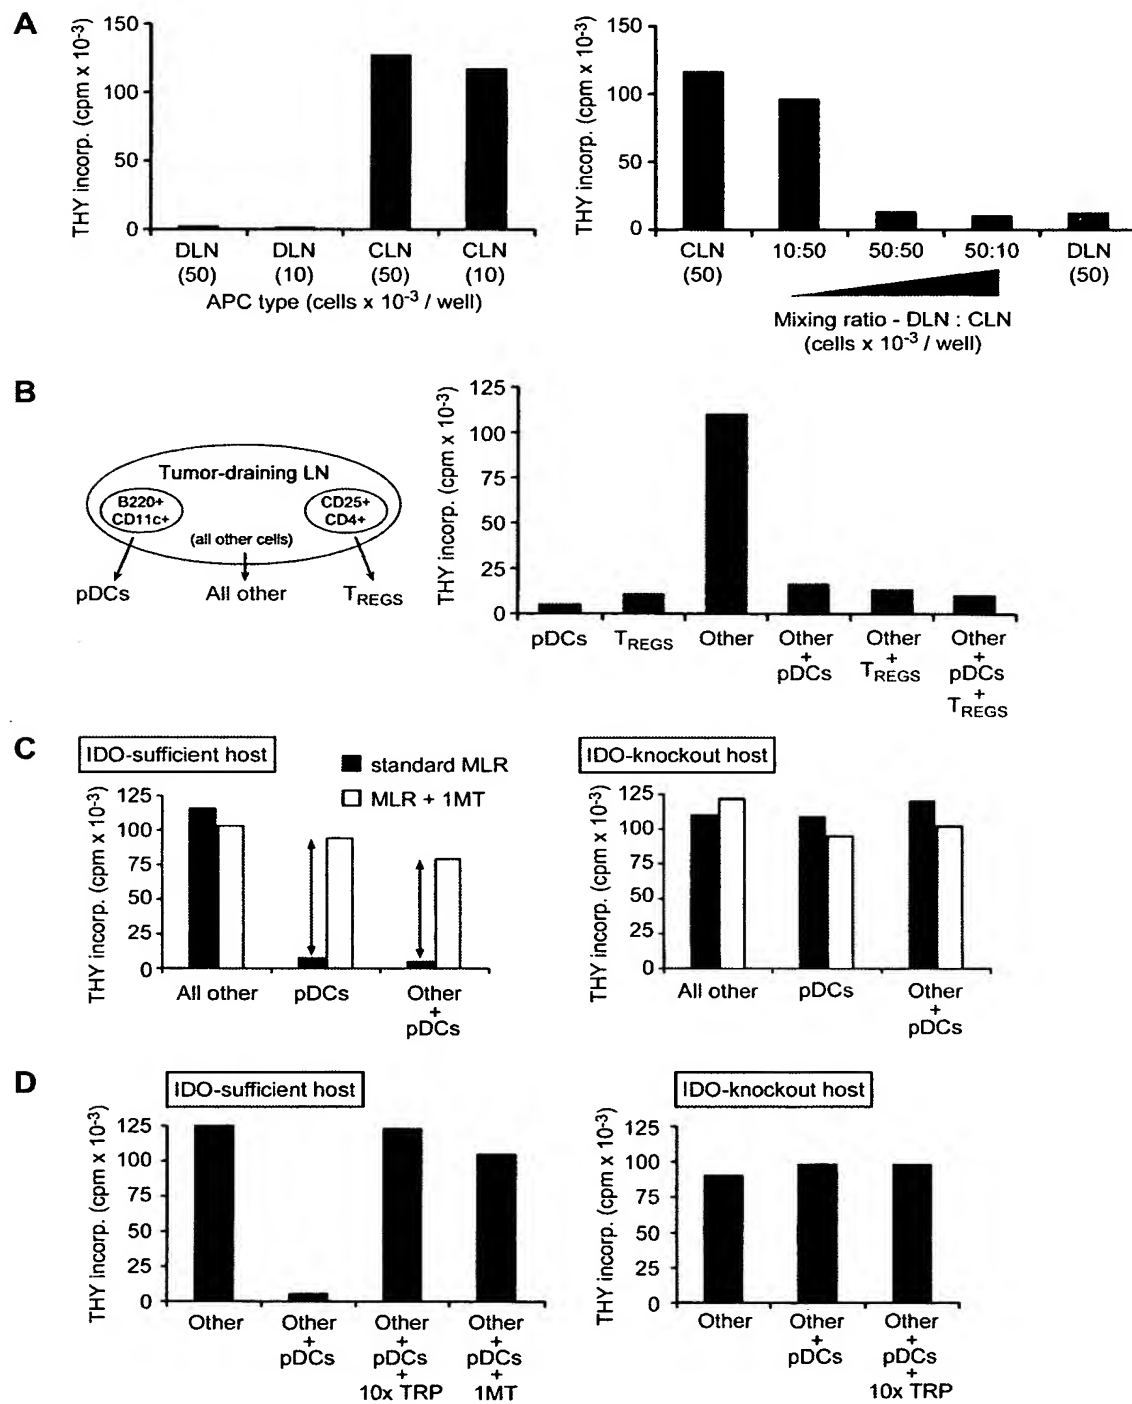 A
THY incorp. (cpm x 10-3)
150
100
50
0
DLN
(50)
DLN
(10)
CLN
(50)
CLN
(10)
APC type (cells x 10-3 / well)
THY incorp. (cpm x 10-3)
150
100
50
0
CLN
(50)
10:50
50:50
50:10
DLN
(50)
Mixing ratio - DLN : CLN
(cells x 10-3 / well)
B
Tumor-draining LN
B220+
CD11c+
CD25+
CD4+
(all other cells)
pDCs
All other
TREGS
THY incorp. (cpm x 10-3)
125
100
75
50
25
0
pDCs
TREGS
Other
Other
+
pDCs
Other
+
TREGS
Other
+
pDCs
+
TREGS
C
IDO-sufficient host
standard MLR
MLR + 1MT
THY incorp. (cpm x 10-3)
125
100
75
50
25
0
All other
pDCs
Other
+
pDCs
IDO-knockout host
THY incorp. (cpm x 10-3)
125
100
75
50
25
0
All other
pDCs
Other
+
pDCs
D
IDO-sufficient host
THY incorp. (cpm x 10-3)
125
100
75
50
25
0
Other
Other
+
pDCs
Other
+
pDCs
+
10x TRP
Other
+
pDCs
+
1MT
IDO-knockout host
THY incorp. (cpm x 10-3)
125
100
75
50
25
0
Other
Other
+
pDCs
Other
+
pDCs
+
10x TRP